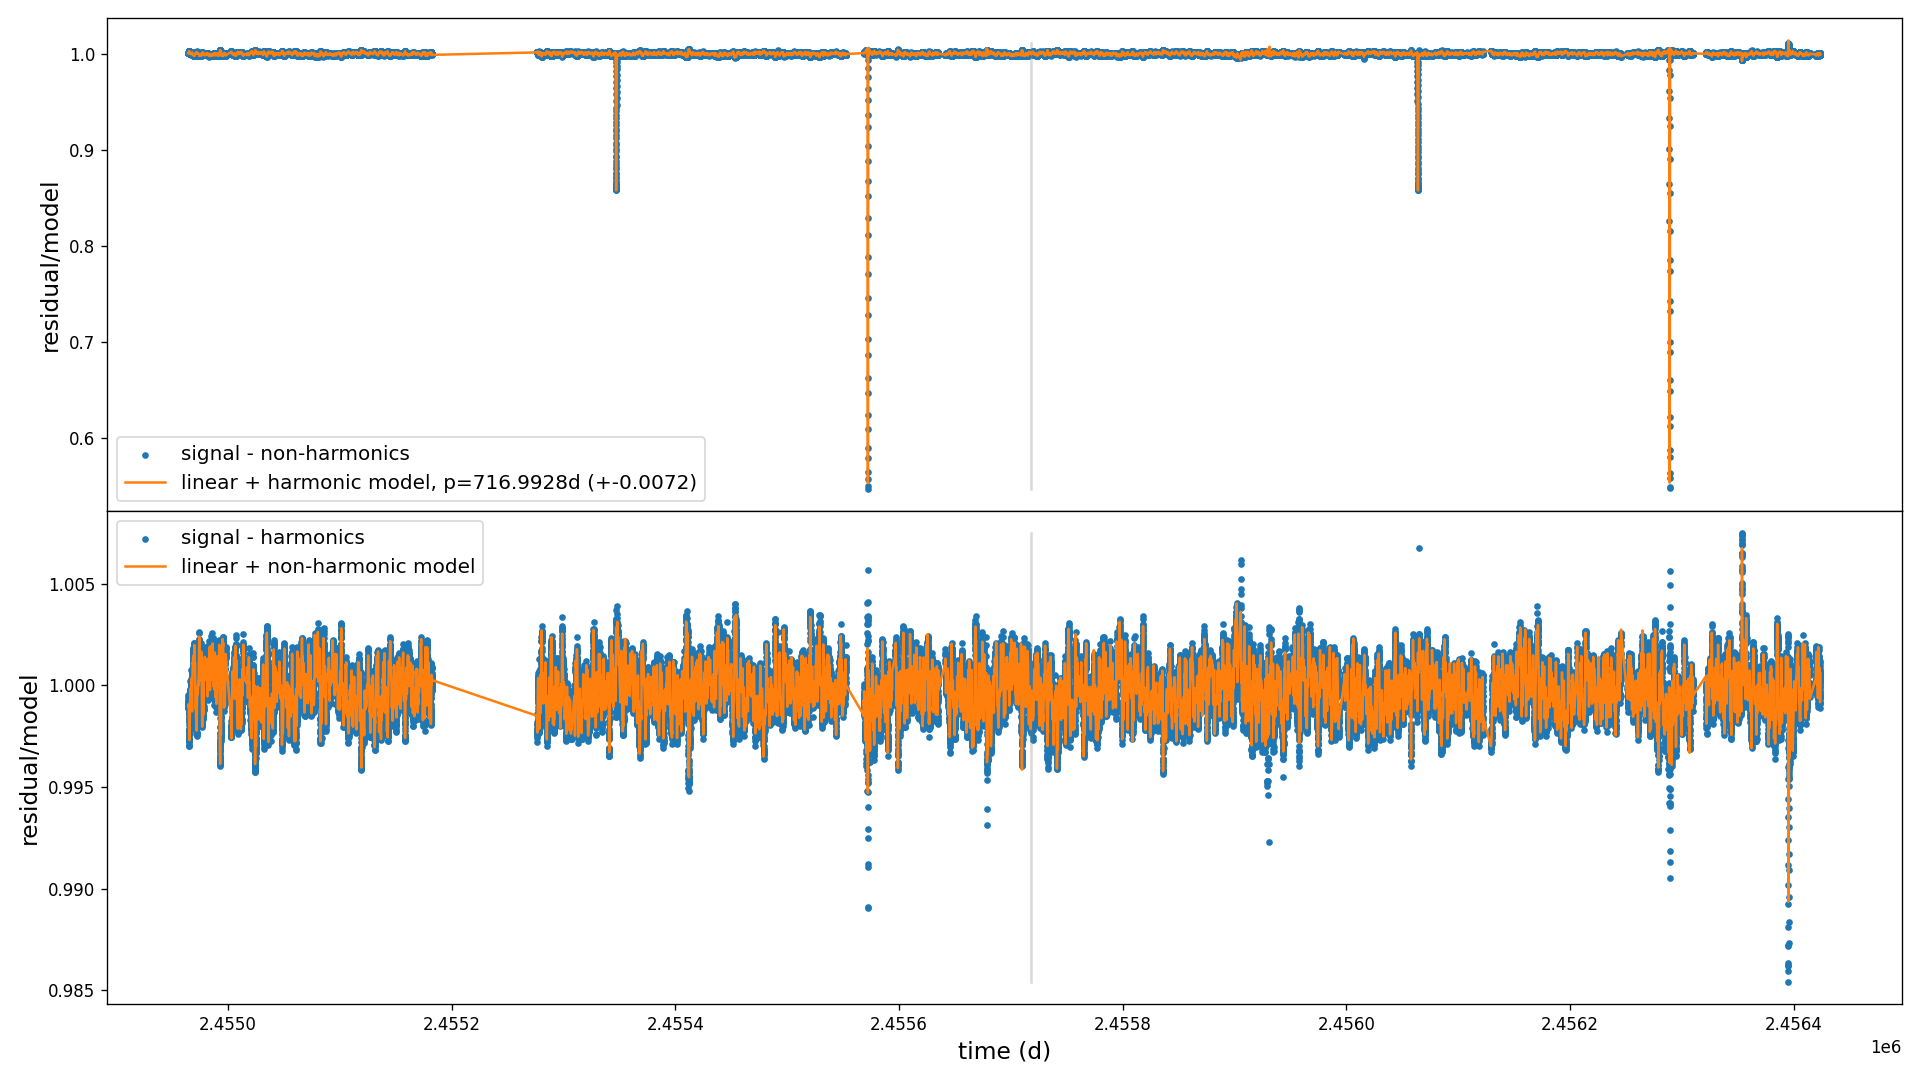 residual/model
1.0
0.9
0.8
0.7
0.6
signal - non-harmonics
linear + harmonic model, p=716.9928d (+-0.0072)
residual/model
1.005
1.000
0.995
0.990
0.985
signal - harmonics
linear + non-harmonic model
2.4550 2.4552 2.4554 2.4556 2.4558 2.4560 2.4562 2.4564
time (d)
1e6